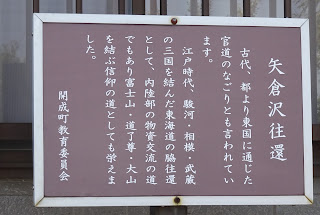 矢倉沢往還
古代、都より東国に通じた
官道のなごりとも言われてい
ます。
江戸時代、駿河・相模・武蔵
の三国を結んだ東海道の脇往還
として、内陸部の物資交流の道
でもあり富士山・道了尊・大山
を結ぶ信仰の道としても栄えま
した。
開成町教育委員会